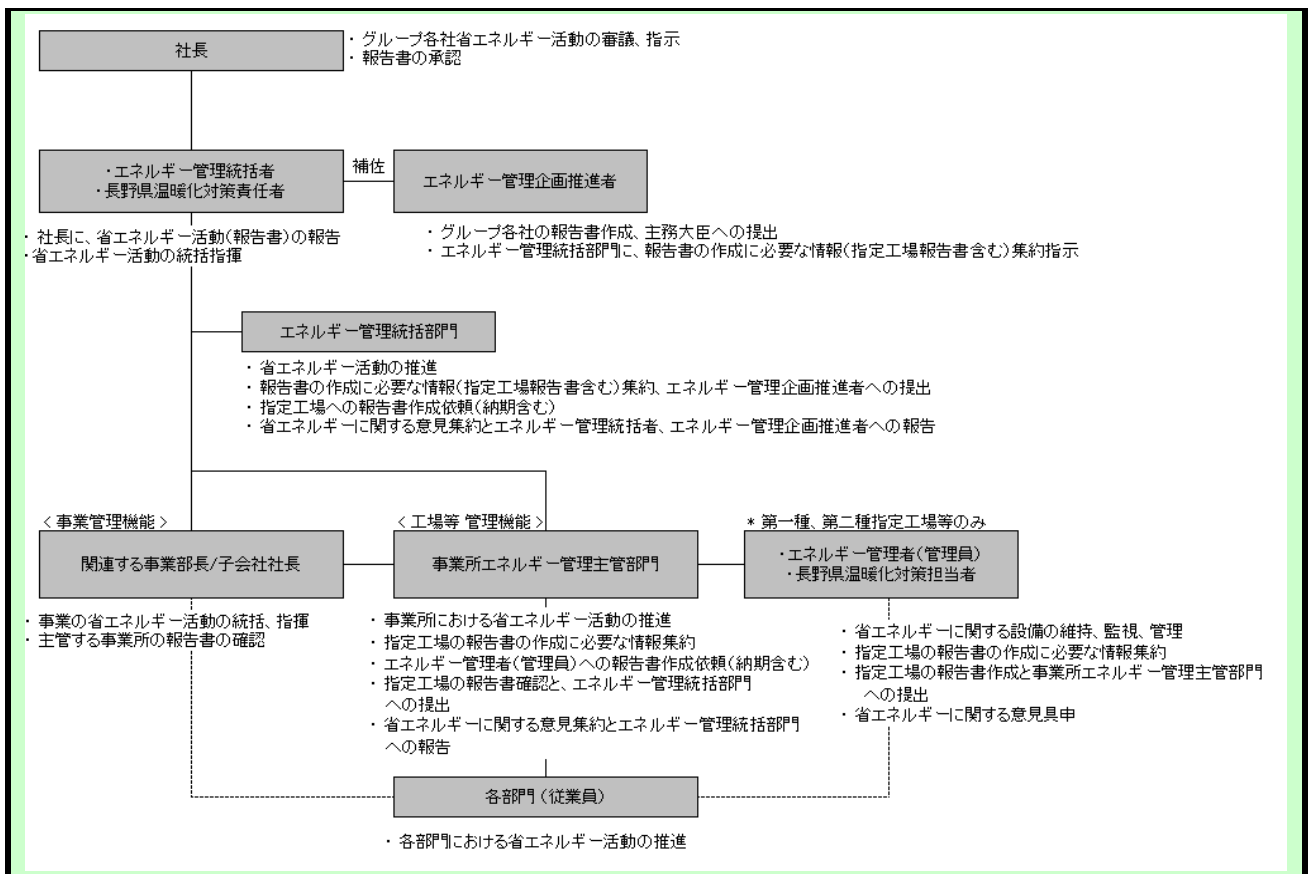 社長
・ グループ各社省エネルギー活動の審議、指示
・ 報告書の承認
・エネルギー管理統括者
・長野県温暖化対策責任者
補佐
エネルギー管理企画推進者
・ 社長に、省エネルギー活動(報告書)の報告
・省エネルギー活動の統括指揮
・ グループ各社の報告書作成、主務大臣への提出
・ エネルギー管理統括部門に、報告書の作成に必要な情報(指定工場報告書含む)集約指示
エネルギー管理統括部門
・ 省エネルギー活動の推進
・ 報告書の作成に必要な情報(指定工場報告書含む)集約、エネルギー管理企画推進者への提出
・ 指定工場への報告書作成依頼(納期含む)
・ 省エネルギーに関する意見集約とエネルギー管理統括者、エネルギー管理企画推進者への報告
< 事業管理機能 >
関連する事業部長/子会社社長
・ 事業の省エネルギー活動の統括、指揮
・ 主管する事業所の報告書の確認
< 工場等 管理機能 >
事業所エネルギー管理主管部門
・ 事業所における省エネルギー活動の推進
・ 指定工場の報告書の作成に必要な情報集約
・ エネルギー管理者(管理員)への報告書作成依頼(納期含む)
・ 指定工場の報告書確認と、エネルギー管理統括部門
への提出
・ 省エネルギーに関する意見集約とエネルギー管理統括部門
への報告
* 第一種、第二種指定工場等のみ
・エネルギー管理者(管理員)
・長野県温暖化対策担当者
・ 省エネルギーに関する設備の維持、監視、管理
・ 指定工場の報告書の作成に必要な情報集約
・ 指定工場の報告書作成と事業所エネルギー管理主管部門
への提出
・ 省エネルギーに関する意見具申
各部門 (従業員)
・ 各部門における省エネルギー活動の推進